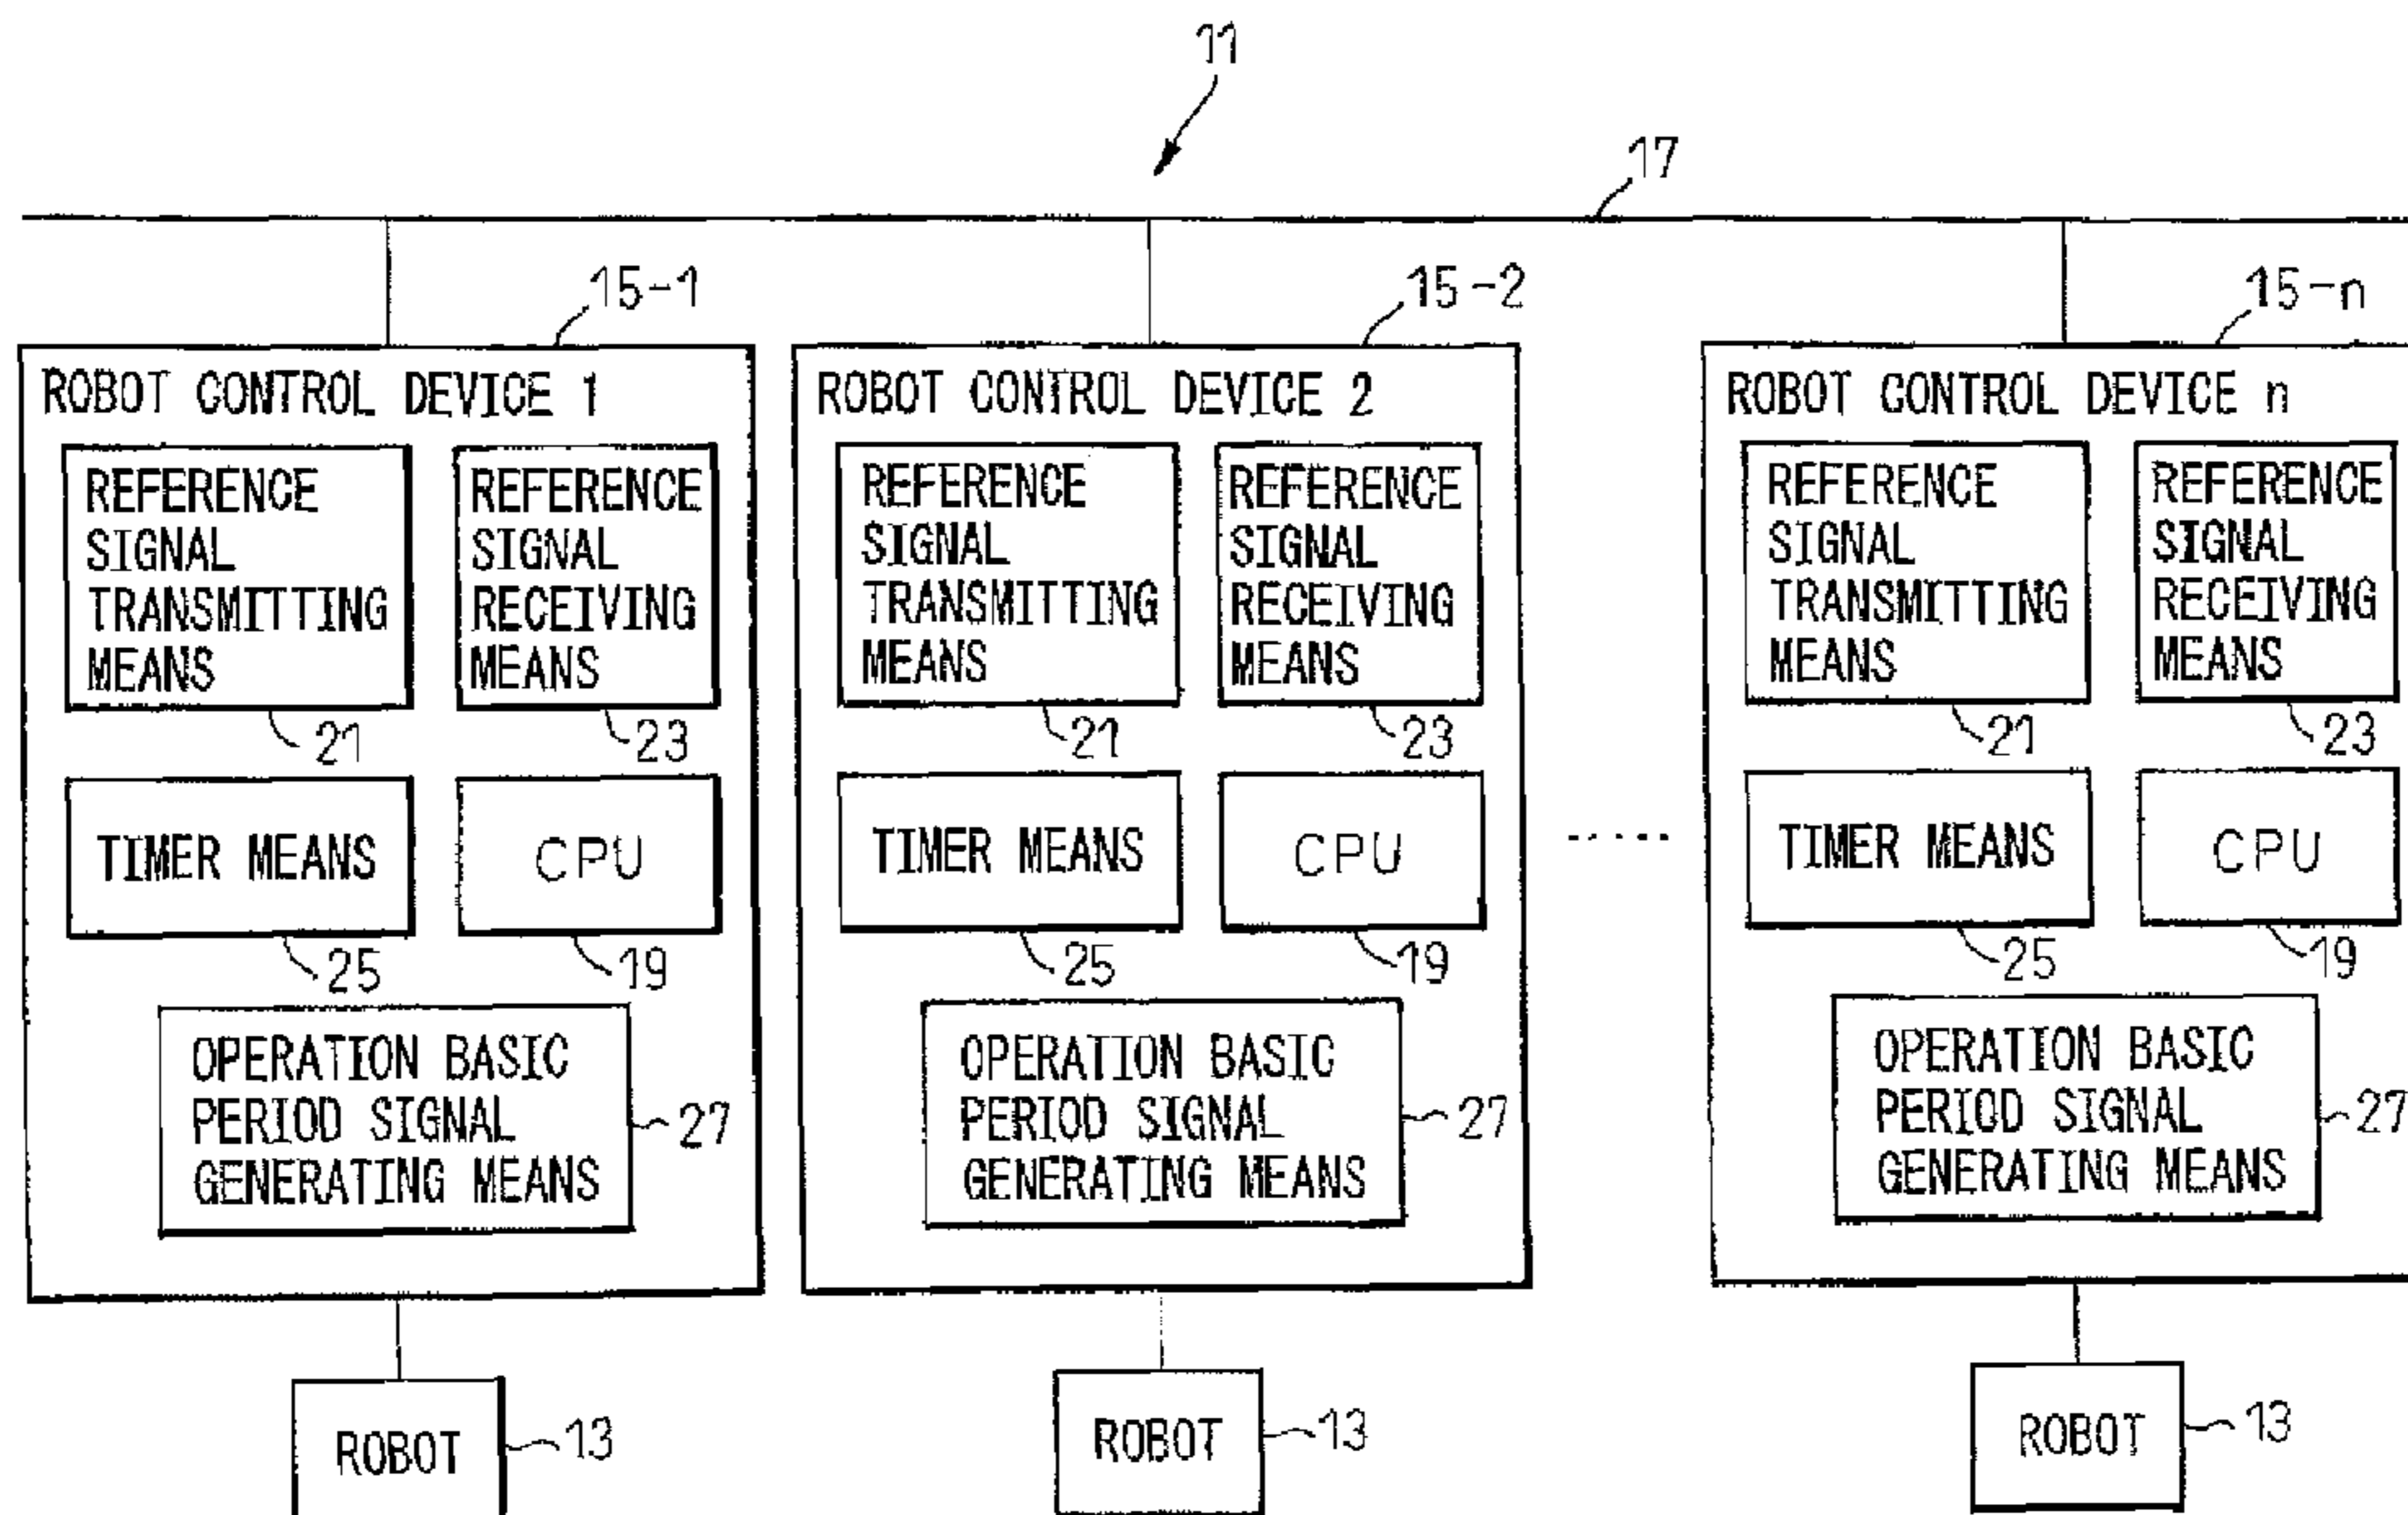 11
17
15-1
ROBOT CONTROL DEVICE 1
REFERENCE
SIGNAL
TRANSMITTING
MEANS
21
REFERENCE
SIGNAL
RECEIVING
MEANS
23
TIMER MEANS
25
CPU
19
OPERATION BASIC
PERIOD SIGNAL
GENERATING MEANS
27
ROBOT
13
15-2
ROBOT CONTROL DEVICE 2
REFERENCE
SIGNAL
TRANSMITTING
MEANS
21
REFERENCE
SIGNAL
RECEIVING
MEANS
23
TIMER MEANS
25
CPU
19
OPERATION BASIC
PERIOD SIGNAL
GENERATING MEANS
27
ROBOT
13
.....
15-n
ROBOT CONTROL DEVICE n
REFERENCE
SIGNAL
TRANSMITTING
MEANS
21
REFERENCE
SIGNAL
RECEIVING
MEANS
23
TIMER MEANS
25
CPU
19
OPERATION BASIC
PERIOD SIGNAL
GENERATING MEANS
27
ROBOT
13